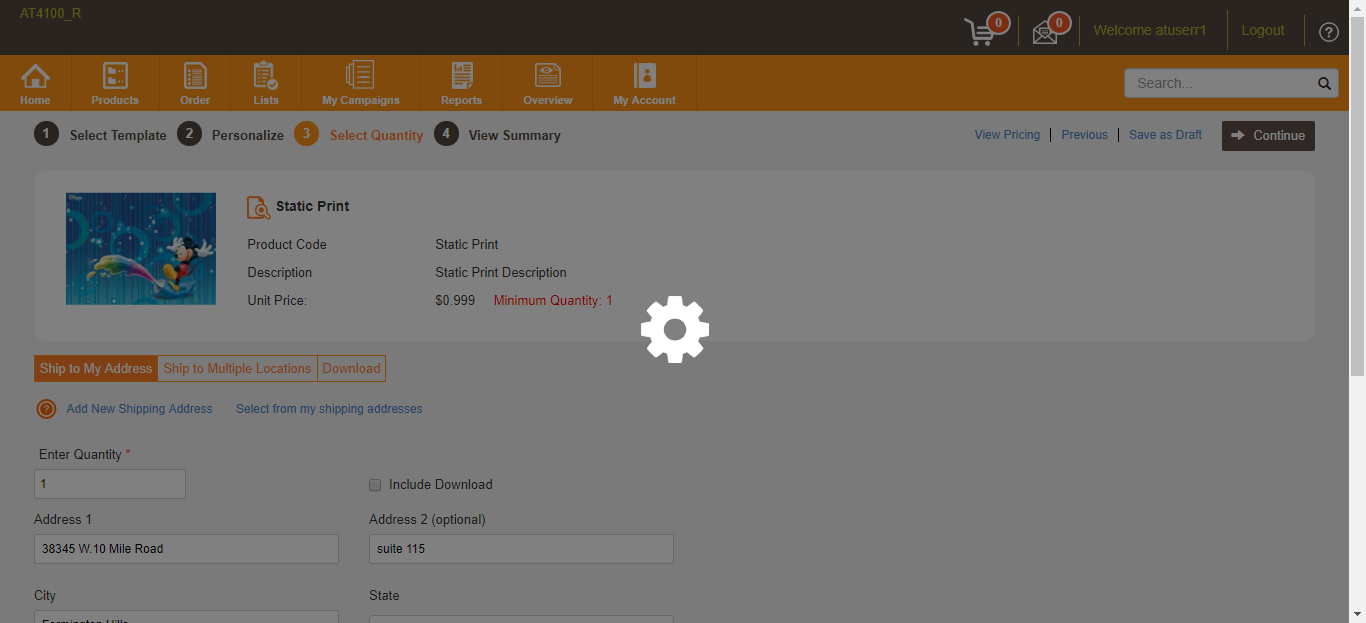 AT4100_R
0
0
Welcome atuserr1
Logout
?
Home
Products
Order
Lists
My Campaigns
Reports
Overview
My Account
Search...
1 Select Template 2 Personalize 3 Select Quantity 4 View Summary
View Pricing Previous Save as Draft Continue
Static Print
Product Code Static Print
Description Static Print Description
Unit Price: $0.999 Minimum Quantity: 1
Ship to My Address Ship to Multiple Locations Download
? Add New Shipping Address Select from my shipping addresses
Enter Quantity *
1
Include Download
Address 1 Address 2 (optional)
38345 W.10 Mile Road suite 115
City State
Farmington Hills